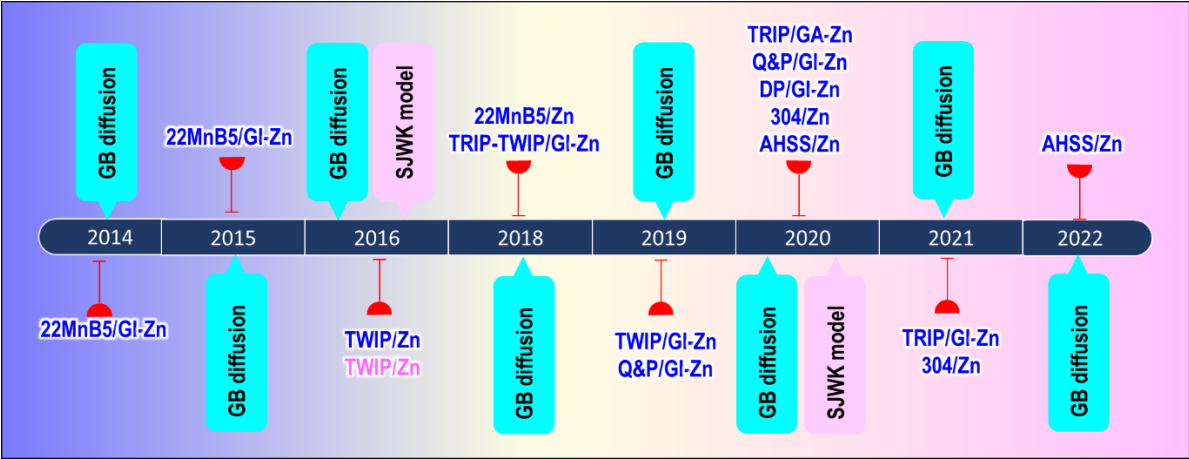 GB diffusion
22MnB5/GI-Zn
GB diffusion
SJWK model
22MnB5/Zn
TRIP-TWIP/GI-Zn
GB diffusion
TRIP/GA-Zn
Q&P/GI-Zn
DP/GI-Zn
304/Zn
AHSS/Zn
GB diffusion
AHSS/Zn
2014
2015
2016
2018
2019
2020
2021
2022
22MnB5/GI-Zn
GB diffusion
TWIP/Zn
TWIP/Zn
GB diffusion
TWIP/GI-Zn
Q&P/GI-Zn
GB diffusion
SJWK model
TRIP/GI-Zn
304/Zn
GB diffusion